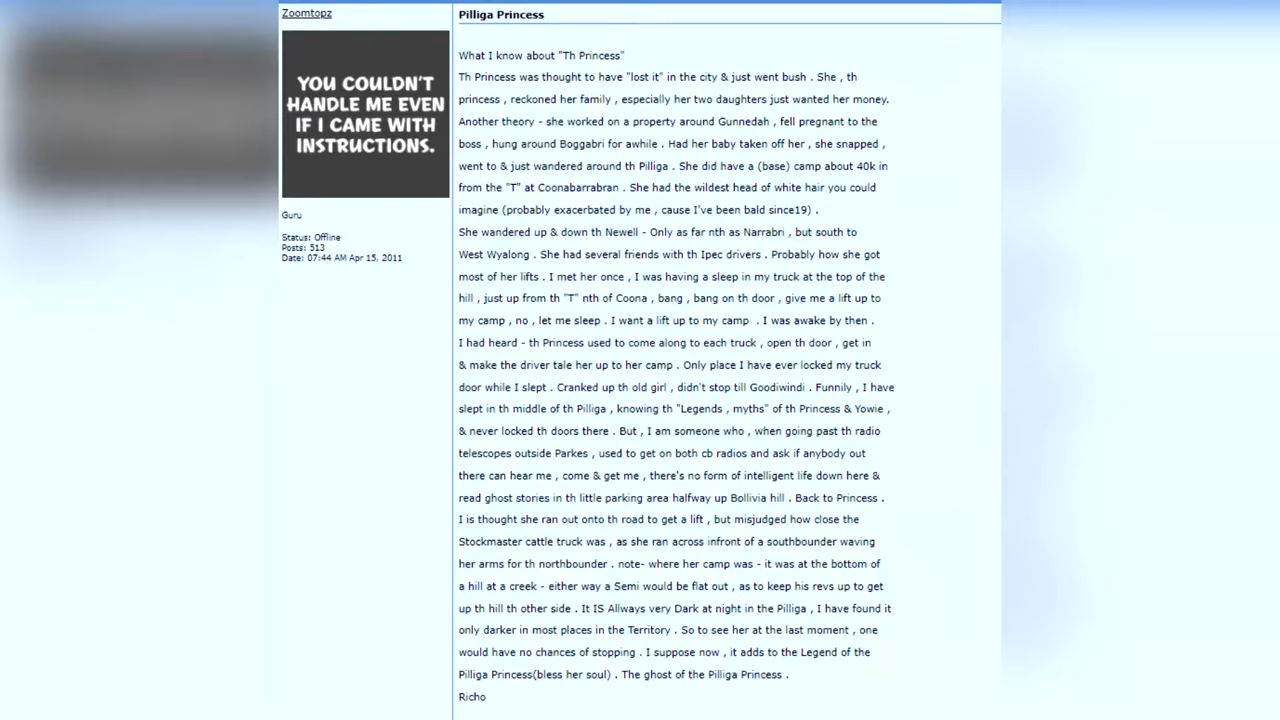 Zoomtopz
YOU COULDN'T
HANDLE ME EVEN
IF I CAME WITH
INSTRUCTIONS.
Guru
Status: Offline
Posts: 513
Date: 07:44 AM Apr 15, 2011
Pilliga Princess
What I know about "Th Princess"
Th Princess was thought to have "lost it" in the city & just went bush . She , th
princess , reckoned her family , especially her two daughters just wanted her money.
Another theory - she worked on a property around Gunnedah , fell pregnant to the
boss , hung around Boggabri for awhile . Had her baby taken off her , she snapped ,
went to & just wandered around th Pilliga . She did have a (base) camp about 40k in
from the "T" at Coonabarrabran . She had the wildest head of white hair you could
imagine (probably exacerbated by me , cause I've been bald since19) .
She wandered up & down th Newell - Only as far nth as Narrabri , but south to
West Wyalong . She had several friends with th Ipec drivers . Probably how she got
most of her lifts . I met her once , I was having a sleep in my truck at the top of the
hill , just up from th "T" nth of Coona , bang , bang on th door , give me a lift up to
my camp , no , let me sleep . I want a lift up to my camp  . I was awake by then .
I had heard - th Princess used to come along to each truck , open th door , get in
& make the driver tale her up to her camp . Only place I have ever locked my truck
door while I slept . Cranked up th old girl , didn't stop till Goodiwindi . Funnily , I have
slept in th middle of th Pilliga , knowing th "Legends , myths" of th Princess & Yowie ,
& never locked th doors there . But , I am someone who , when going past th radio
telescopes outside Parkes , used to get on both cb radios and ask if anybody out
there can hear me , come & get me , there's no form of intelligent life down here &
read ghost stories in th little parking area halfway up Bollivia hill . Back to Princess .
I is thought she ran out onto th road to get a lift , but misjudged how close the
Stockmaster cattle truck was , as she ran across infront of a southbounder waving
her arms for th northbounder . note- where her camp was - it was at the bottom of
a hill at a creek - either way a Semi would be flat out , as to keep his revs up to get
up th hill th other side . It IS Allways very Dark at night in the Pilliga , I have found it
only darker in most places in the Territory . So to see her at the last moment , one
would have no chances of stopping . I suppose now , it adds to the Legend of the
Pilliga Princess(bless her soul) . The ghost of the Pilliga Princess .
Richo